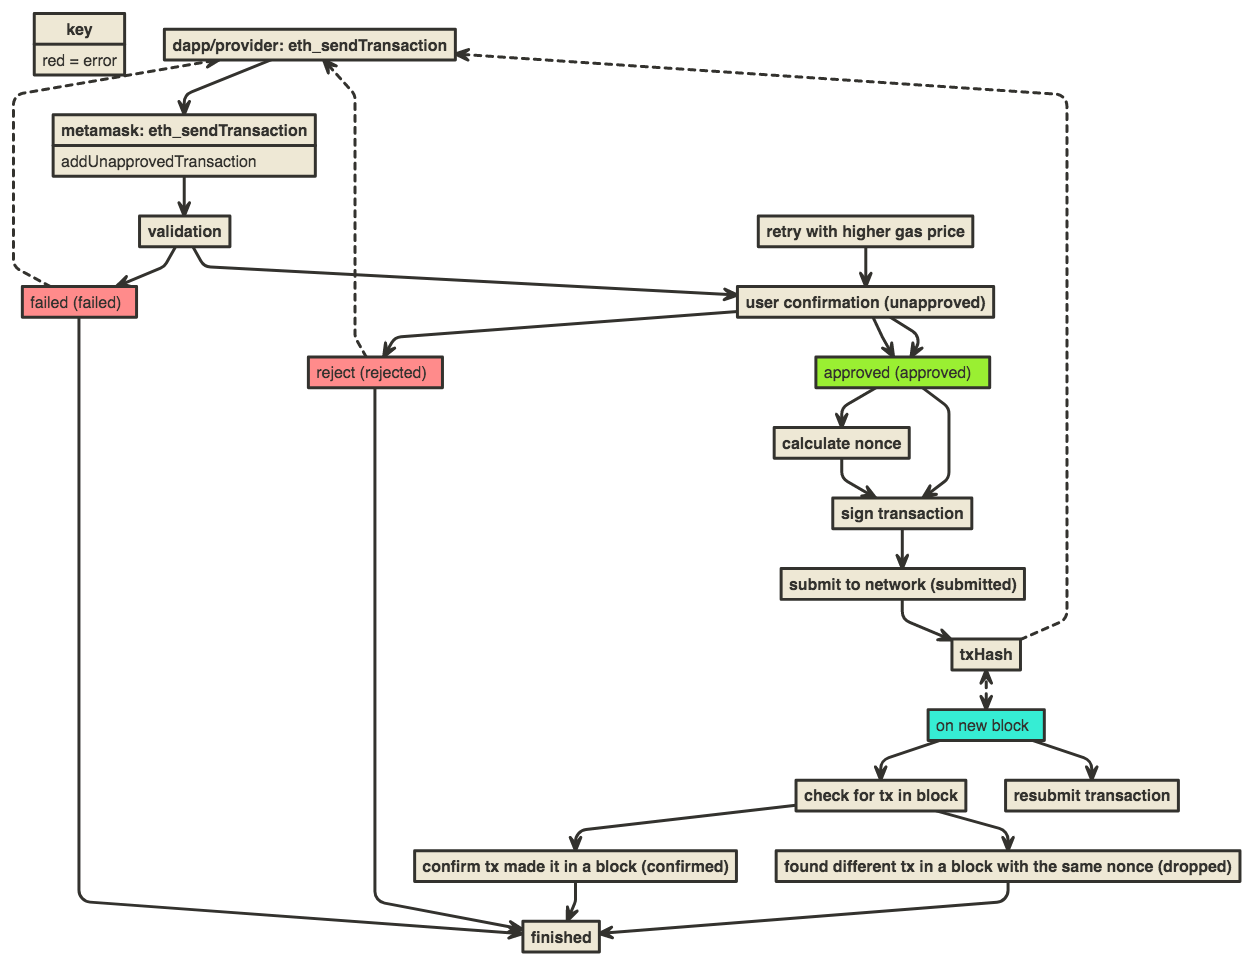 key
red = error
dapp/provider: eth_sendTransaction
metamask: eth_sendTransaction
addUnapprovedTransaction
validation
retry with higher gas price
failed (failed)
user confirmation (unapproved)
reject (rejected)
approved (approved)
calculate nonce
sign transaction
submit to network (submitted)
txHash
on new block
check for tx in block
resubmit transaction
confirm tx made it in a block (confirmed)
found different tx in a block with the same nonce (dropped)
finished